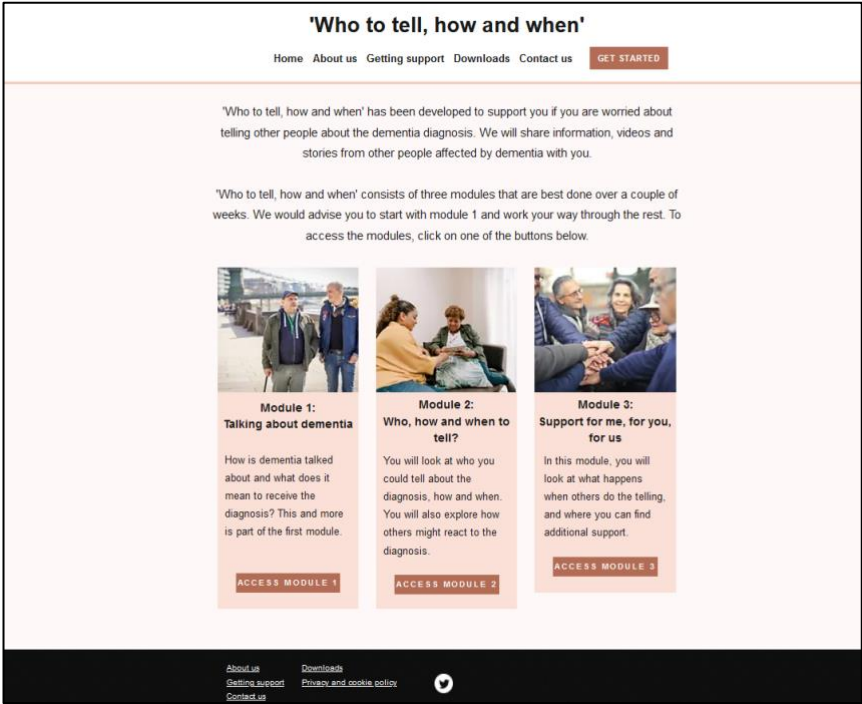 'Who to tell, how and when'
Home About us Getting support Downloads Contact us GET STARTED
'Who to tell, how and when' has been developed to support you if you are worried about
telling other people about the dementia diagnosis. We will share information, videos and
stories from other people affected by dementia with you.
'Who to tell, how and when' consists of three modules that are best done over a couple of
weeks. We would advise you to start with module 1 and work your way through the rest. To
access the modules, click on one of the buttons below.
Module 1:
Talking about dementia
How is dementia talked
about and what does it
mean to receive the
diagnosis? This and more
is part of the first module.
ACCESS MODULE 1
Module 2:
Who, how and when to
tell?
You will look at who you
could tell about the
diagnosis, how and when.
You will also explore how
others might react to the
diagnosis.
ACCESS MODULE 2
Module 3:
Support for me, for you,
for us
In this module, you will
look at what happens
when others do the telling,
and where you can find
additional support.
ACCESS MODULE 3
About us
Getting support
Contact us
Downloads
Privacy and cookie policy